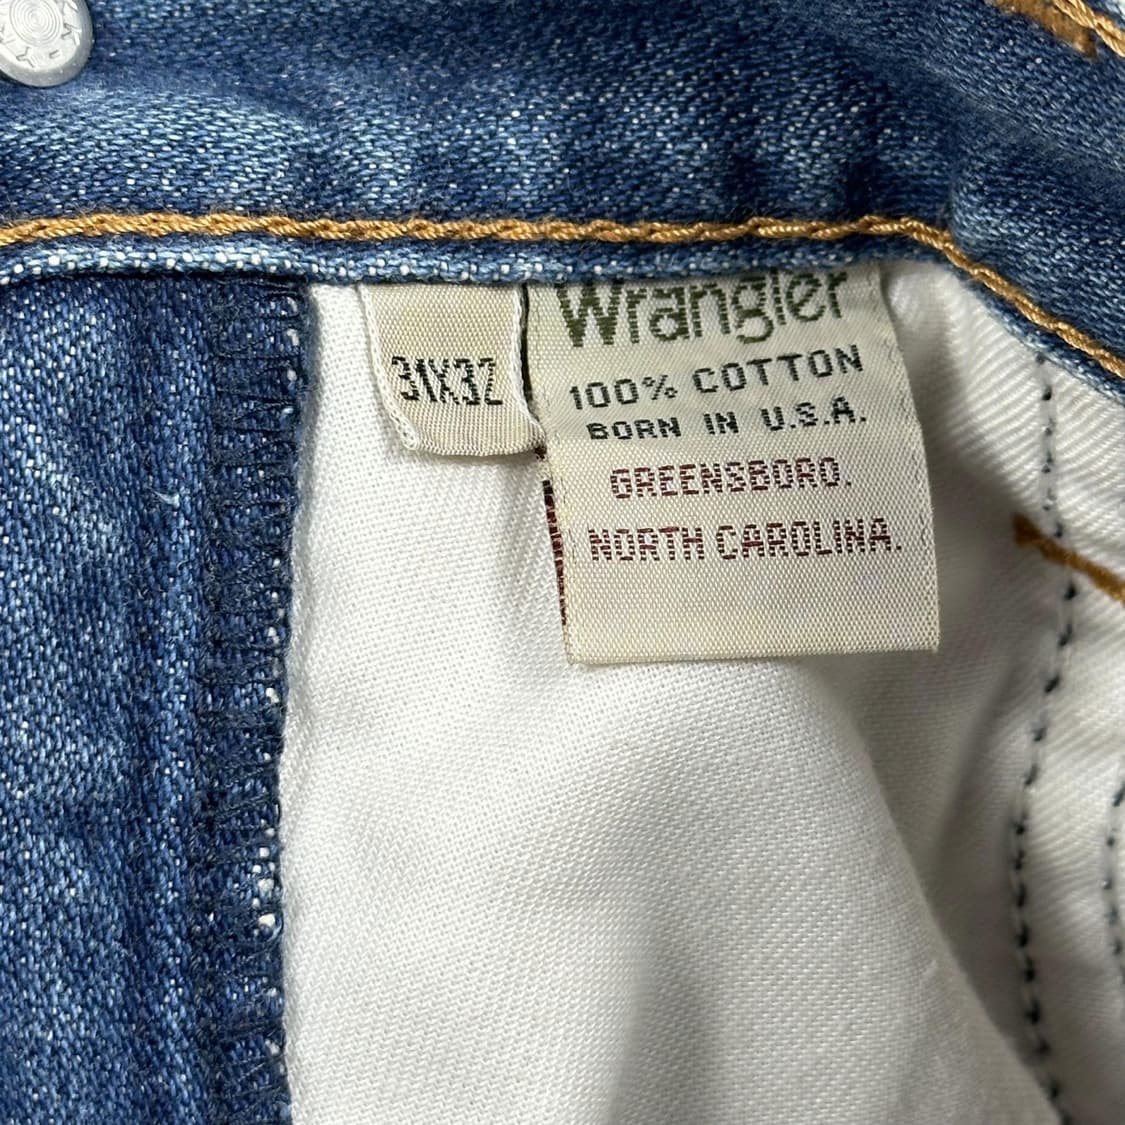 31X32
Wrangler
100% COTTON
BORN IN U.S.A.
GREENSBORO.
NORTH CAROLINA.